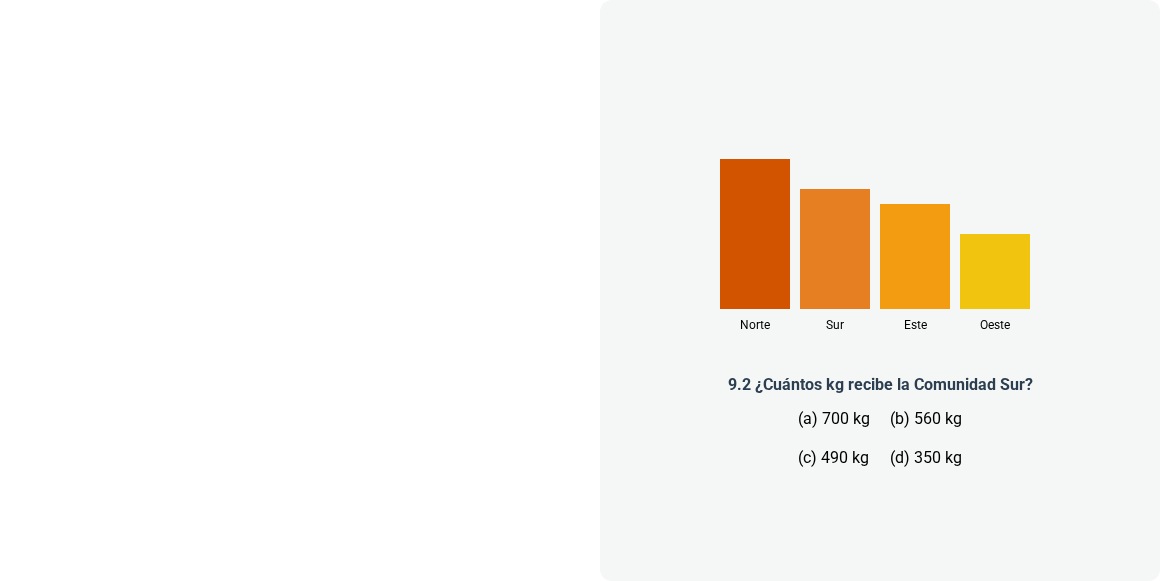 Norte Sur Este Oeste
9.2 ¿Cuántos kg recibe la Comunidad Sur?
(a) 700 kg (b) 560 kg
(c) 490 kg (d) 350 kg